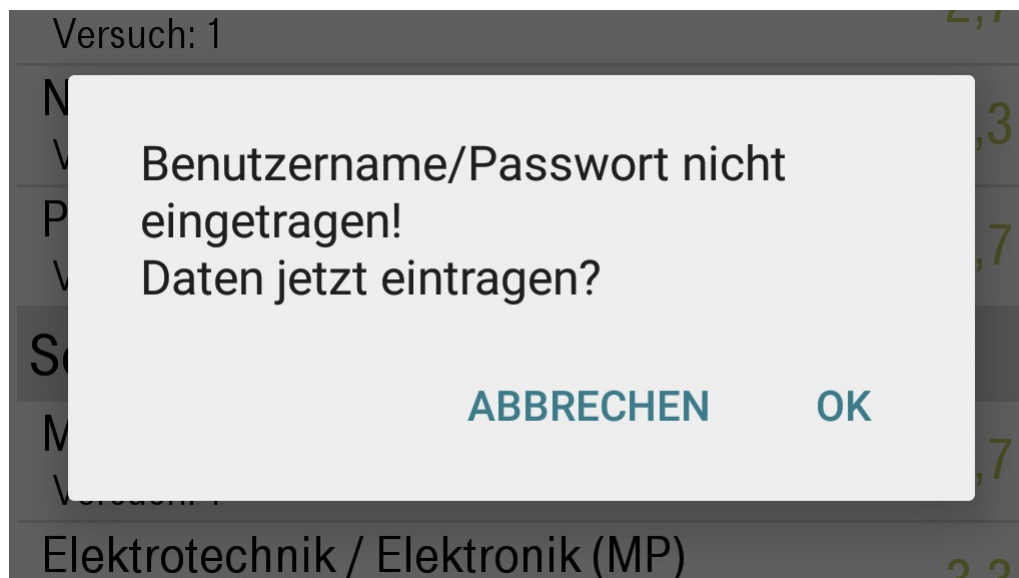 Versuch: 1
Benutzername/Passwort nicht
eingetragen!
Daten jetzt eintragen?
ABBRECHEN
OK
Elektrotechnik / Elektronik (MP)